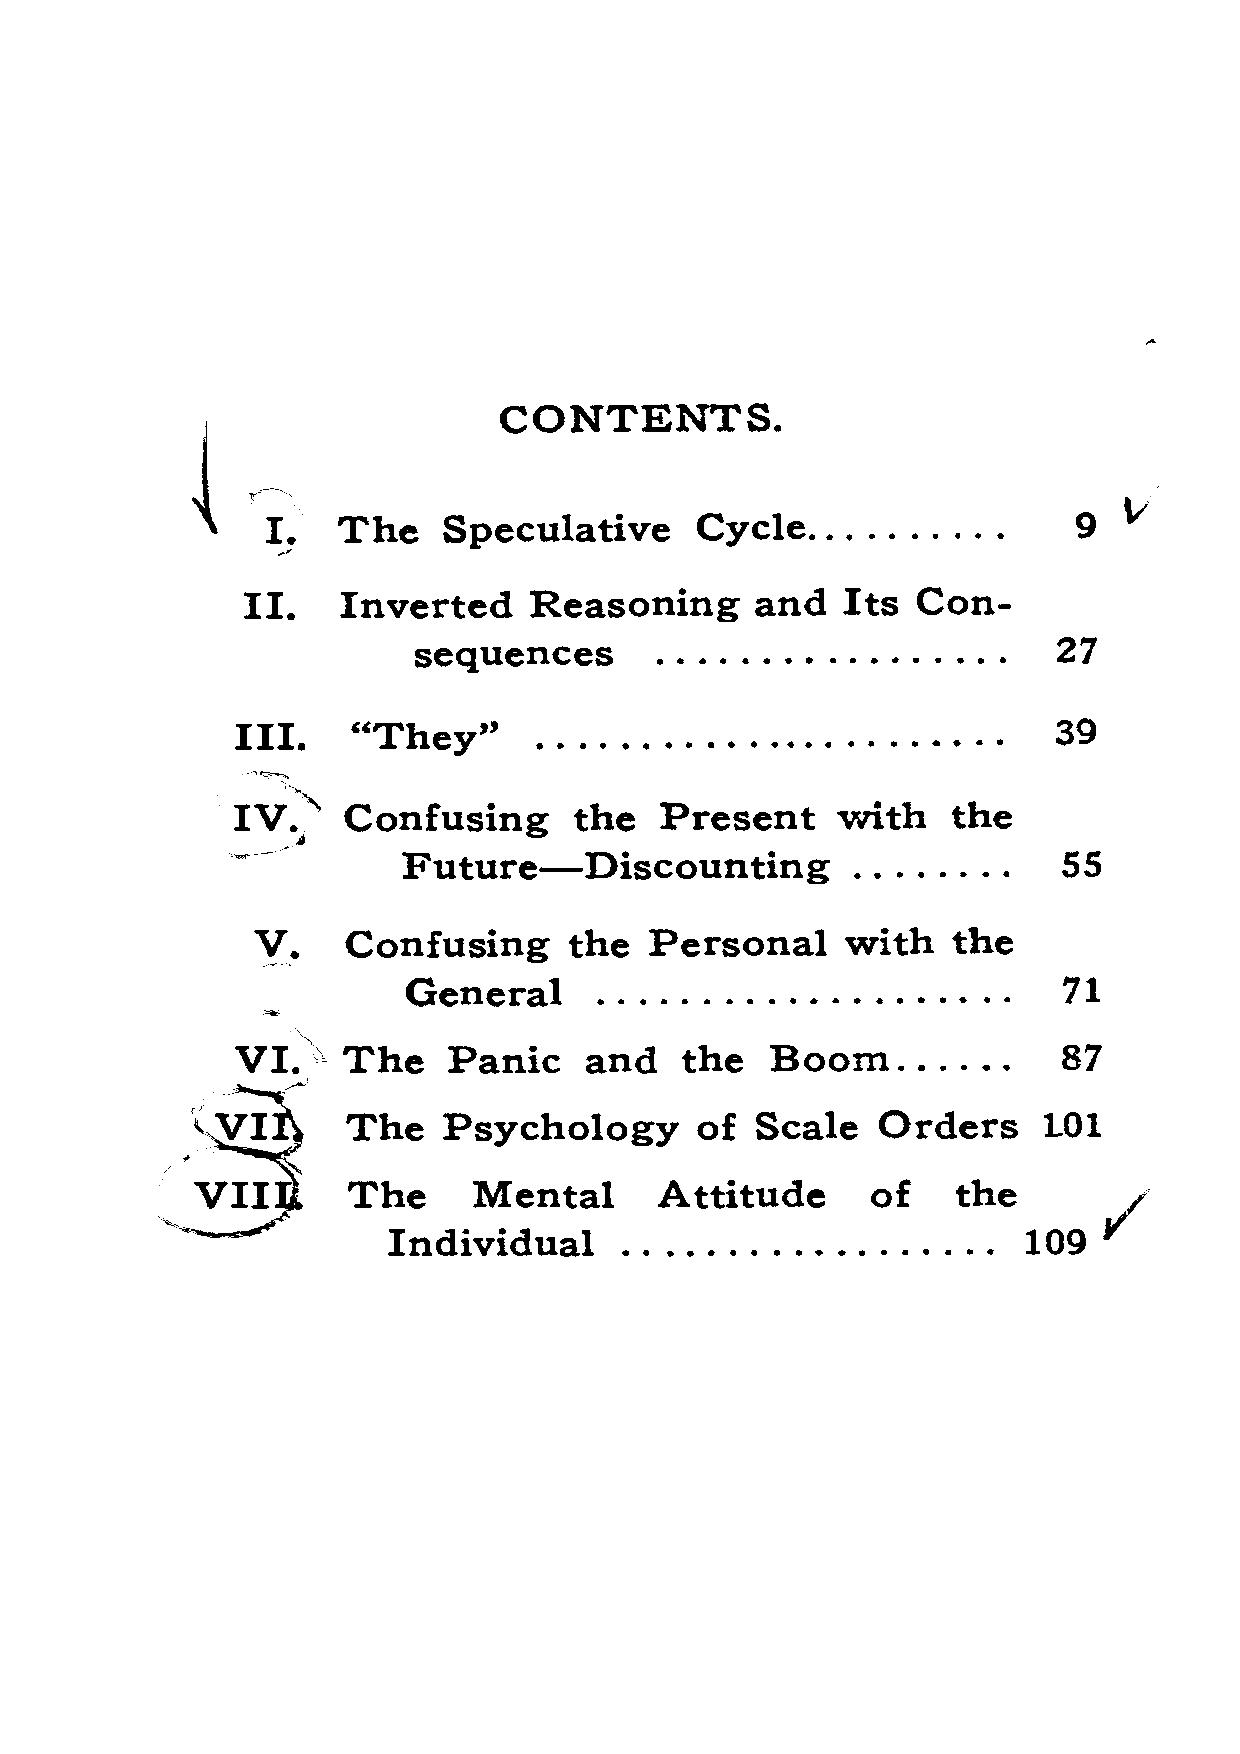 CONTENTS.
I. The Speculative Cycle.......... 9
II. Inverted Reasoning and Its Con-
sequences ................. 27
III. “They” ....................... 39
IV. Confusing the Present with the
Future—Discounting ........ 55
V. Confusing the Personal with the
General .................... 71
VI. The Panic and the Boom...... 87
VII. The Psychology of Scale Orders 101
VIII. The Mental Attitude of the
Individual .................. 109